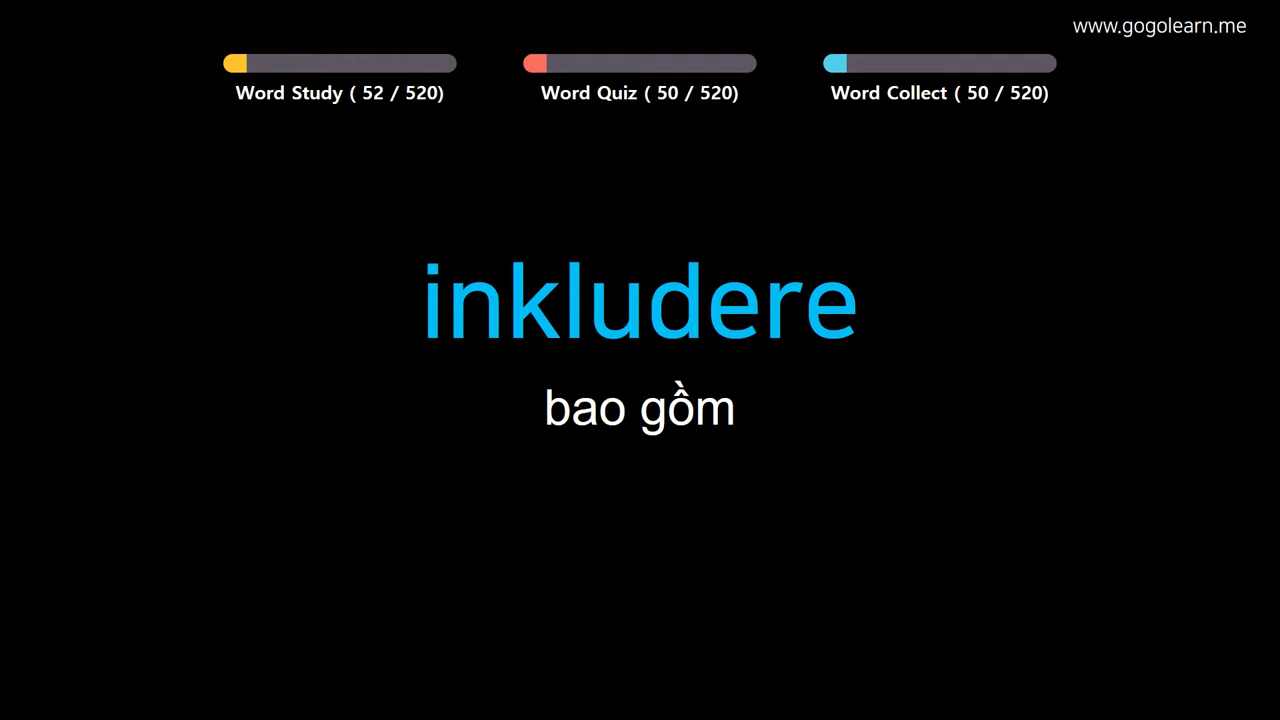 www.gogolearn.me
Word Study ( 52 / 520)
Word Quiz ( 50 / 520)
Word Collect ( 50 / 520)
inkludere
bao gồm